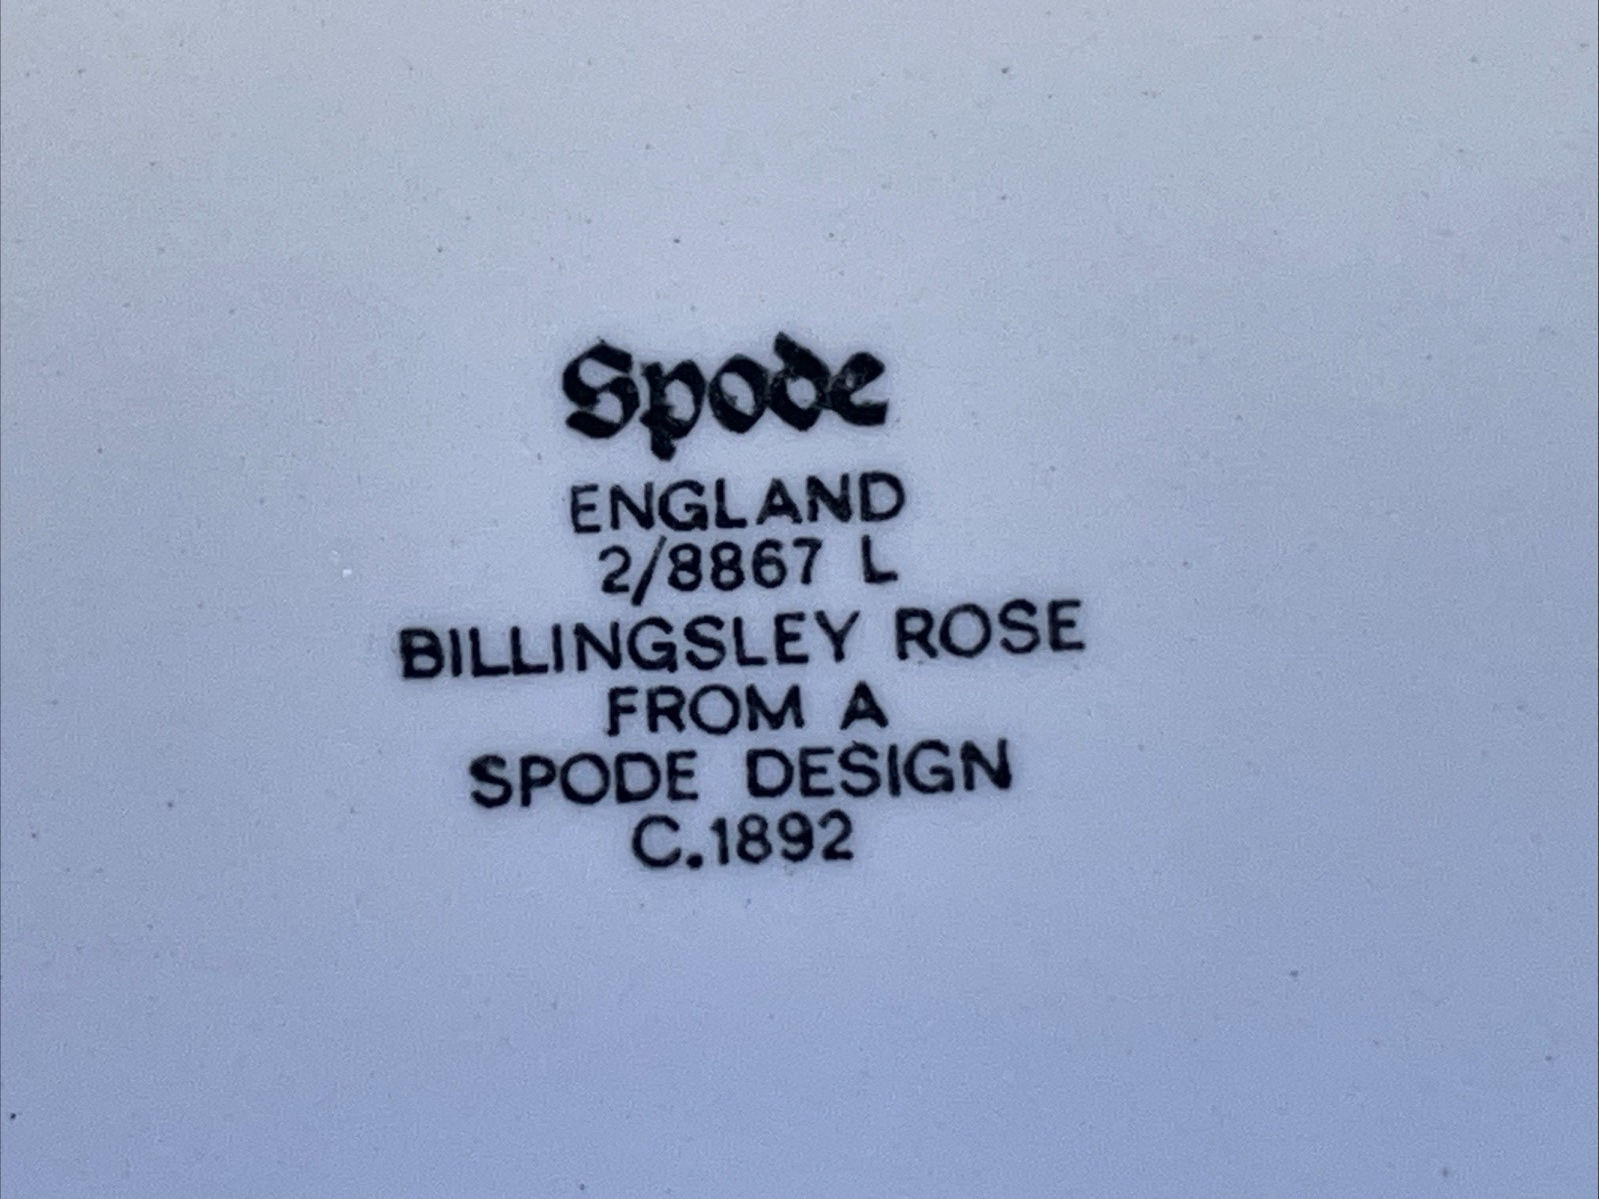 Spode
ENGLAND
2/8867 L
BILLINGSLEY ROSE
FROM A
SPODE DESIGN
C.1892